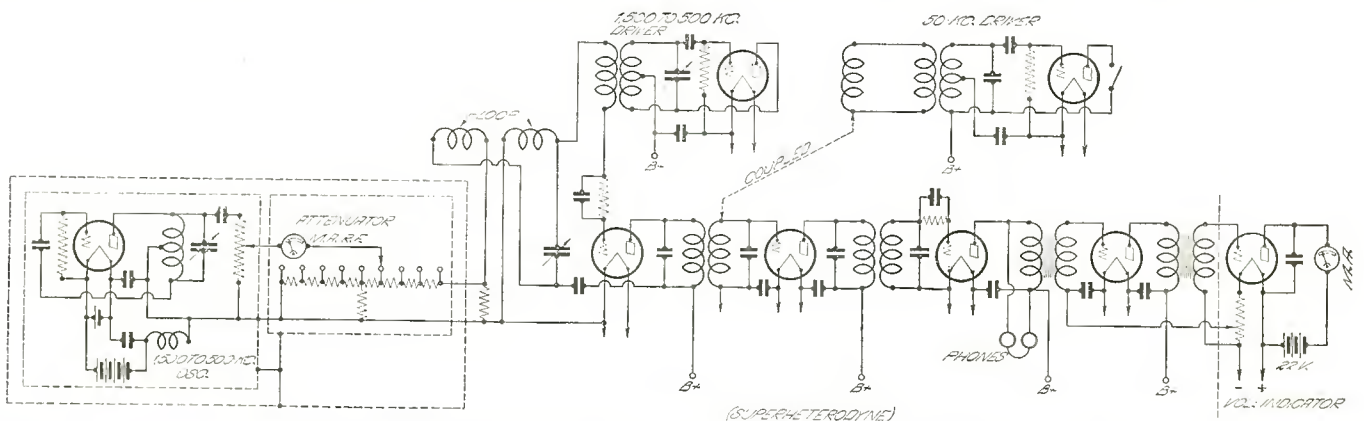 1,500 TO 500 KC.
DRIVER
50-KC. DRIVER
LOOP
COUPLED
ATTENUATOR
M.A.R.F.
1500 TO 500 KC.
OSC.
B+
B+
B+
B+
B+
B+
PHONES
22 V.
- +
VOL. INDICATOR
(SUPERHETERODYNE)